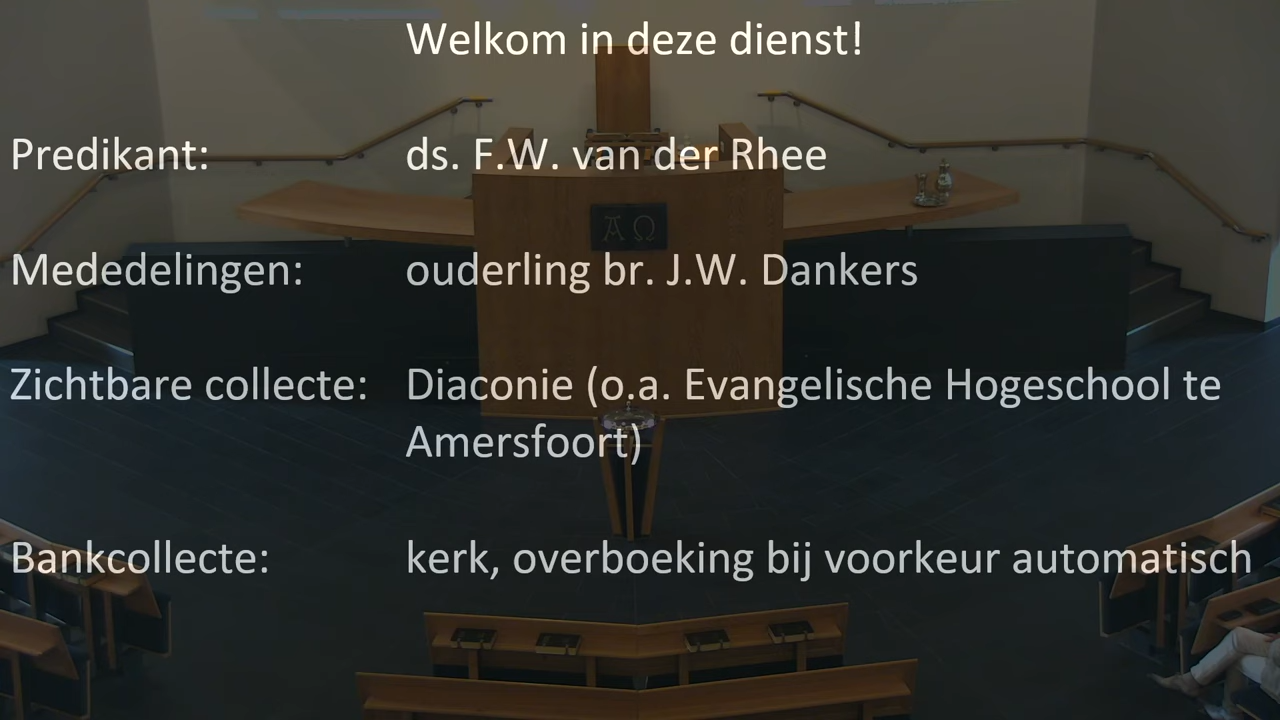 Welkom in deze dienst!
Predikant: ds. F.W. van der Rhee
Α Ω
Mededelingen: ouderling br. J.W. Dankers
Zichtbare collecte: Diaconie (o.a. Evangelische Hogeschool te
Amersfoort)
Bankcollecte: kerk, overboeking bij voorkeur automatisch